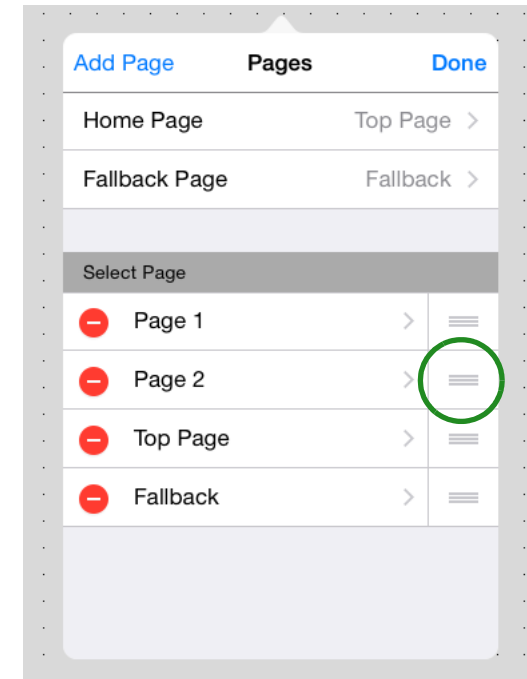 Add Page Pages Done
Home Page Top Page
Fallback Page Fallback
Select Page
Page 1
Page 2
Top Page
Fallback